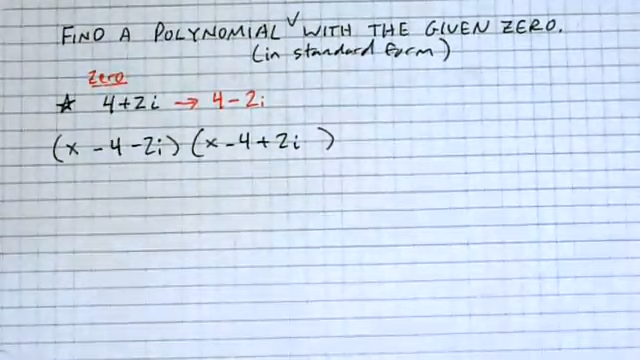 FIND A POLYNOMIAL ∨ WITH THE GIVEN ZERO.
(in standard form)
Zero
☆ 4+2i → 4-2i
(x -4-2i)(x-4+2i )